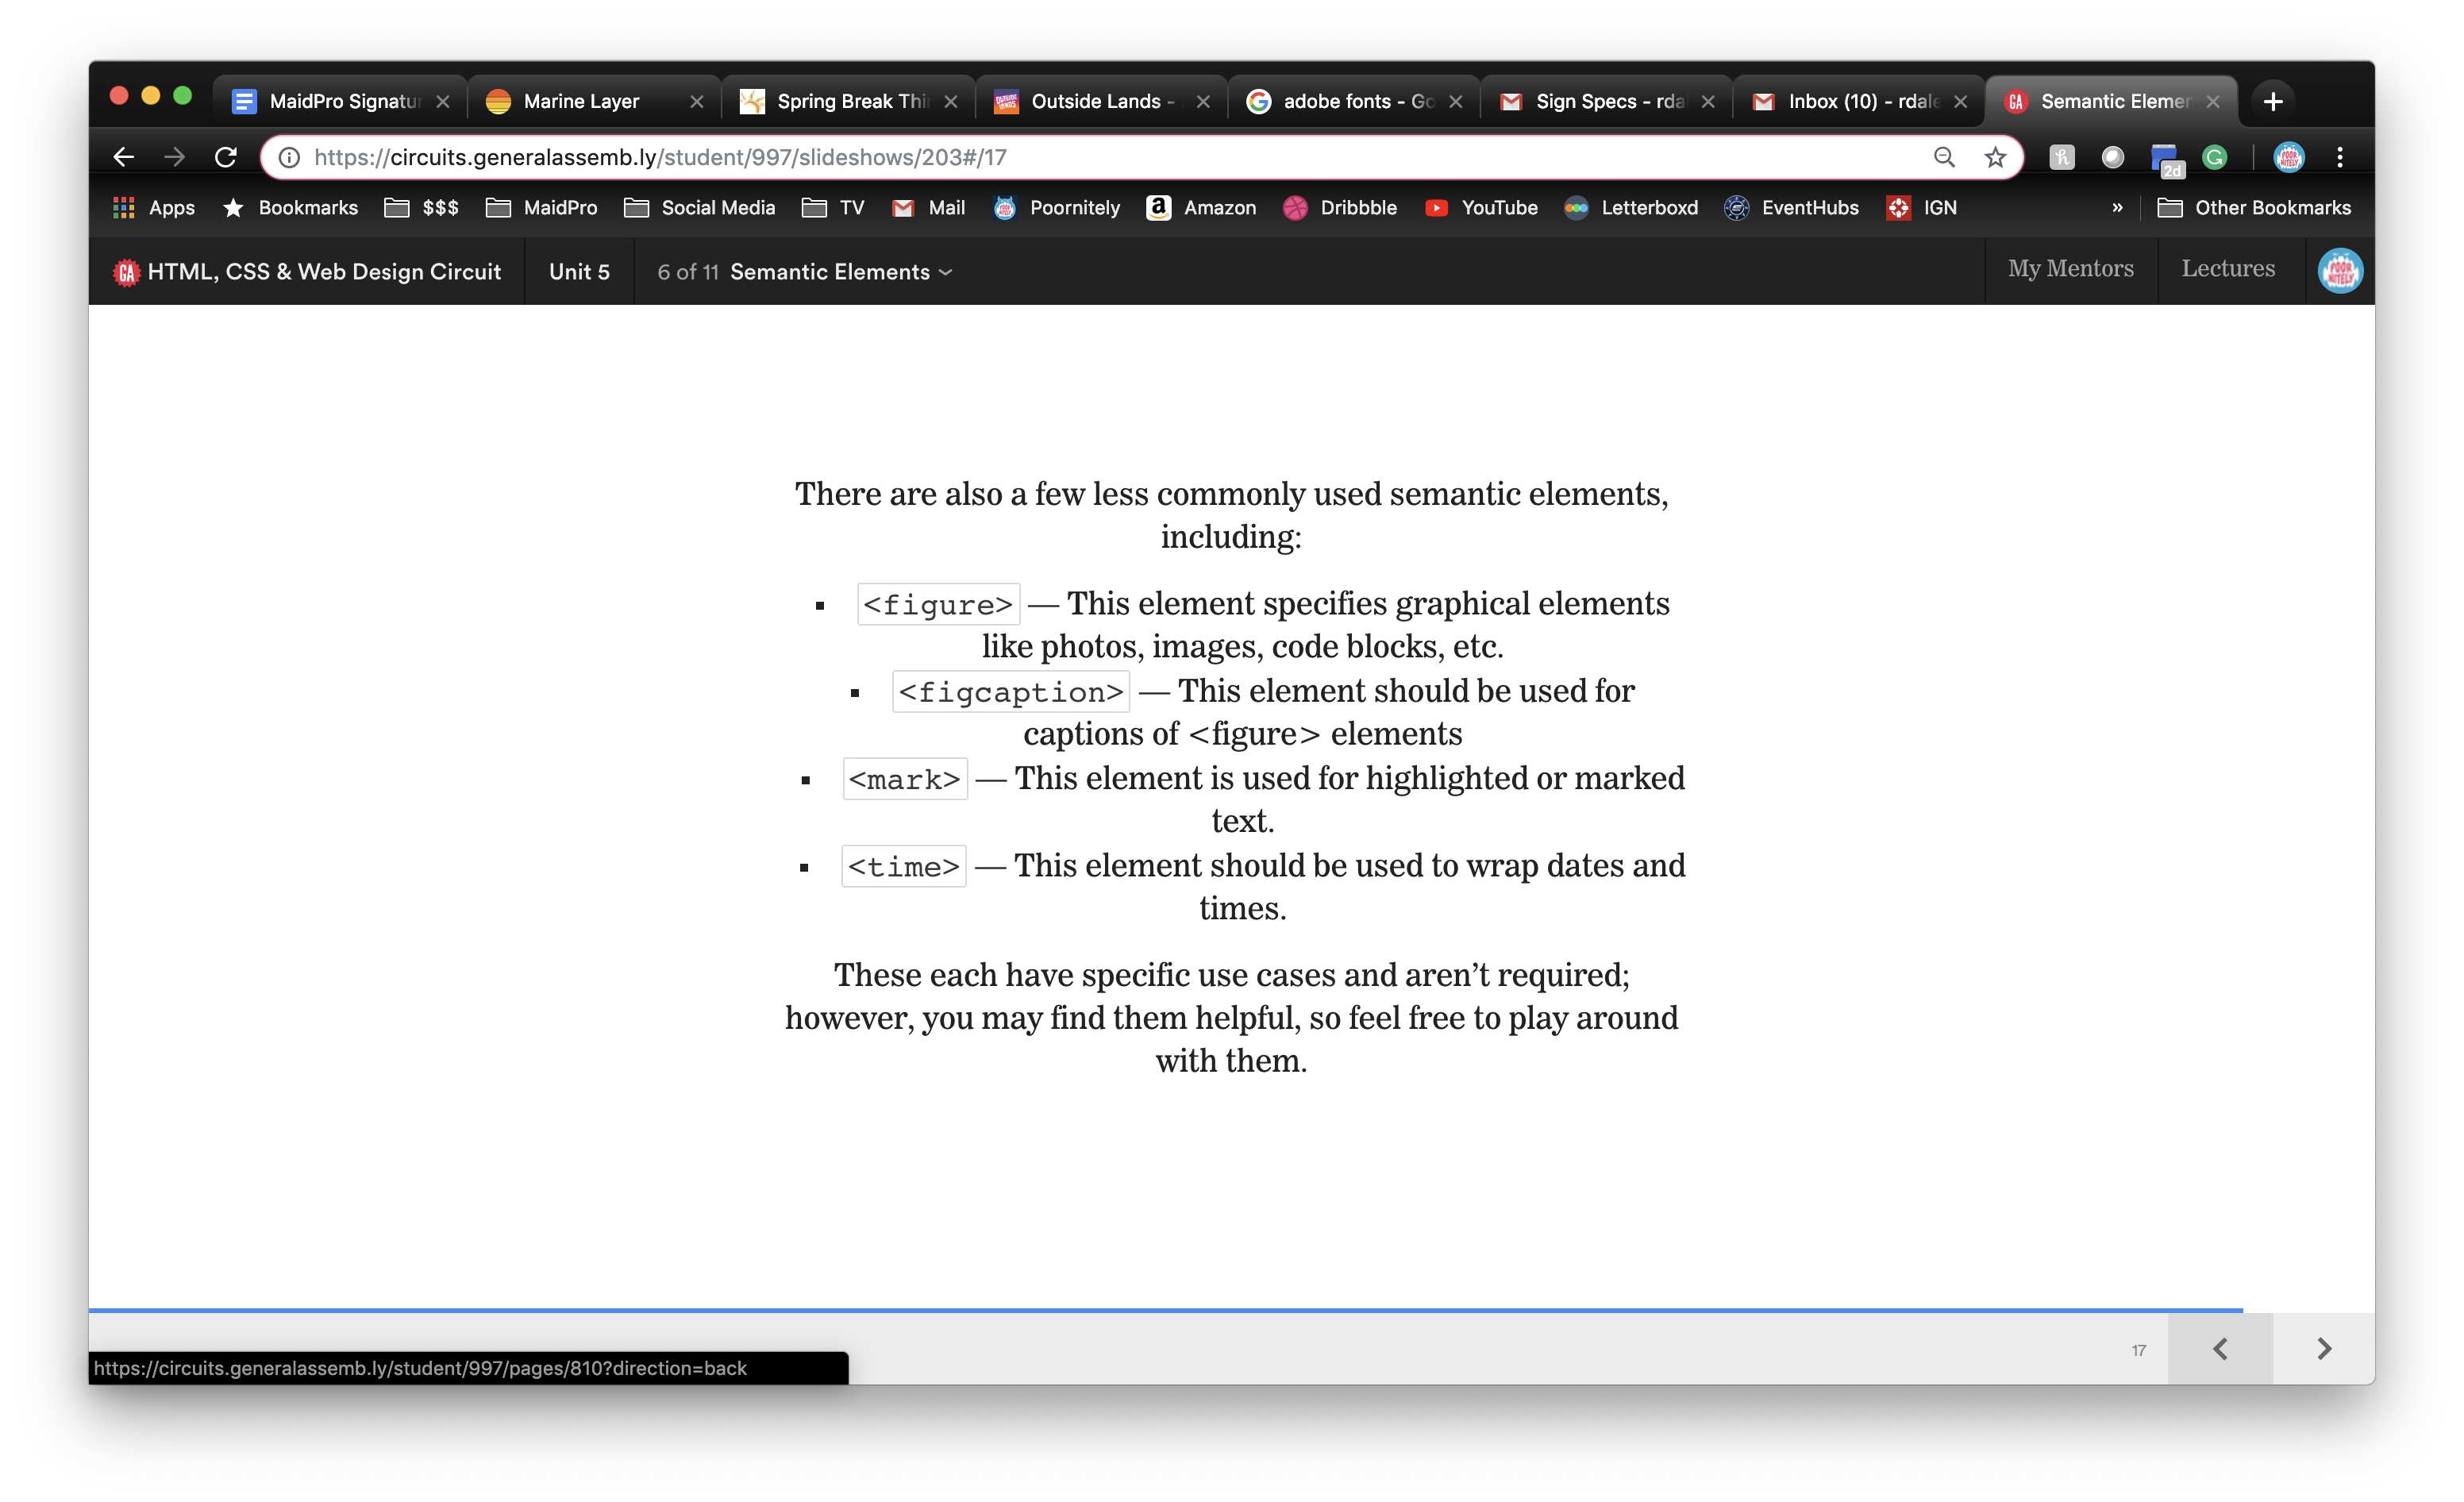 MaidPro Signatur
Marine Layer
Spring Break Thi
Outside Lands -
adobe fonts - Go
Sign Specs - rda
Inbox (10) - rdale
GA Semantic Elemen
https://circuits.generalassemb.ly/student/997/slideshows/203#/17
2d
Apps Bookmarks $$$ MaidPro Social Media TV Mail Poornitely Amazon Dribbble YouTube Letterboxd EventHubs IGN » Other Bookmarks
GA HTML, CSS & Web Design Circuit Unit 5 6 of 11 Semantic Elements My Mentors Lectures POOR NITELY
There are also a few less commonly used semantic elements,
including:
▪ <figure> — This element specifies graphical elements
like photos, images, code blocks, etc.
▪ <figcaption> — This element should be used for
captions of <figure> elements
▪ <mark> — This element is used for highlighted or marked
text.
▪ <time> — This element should be used to wrap dates and
times.
These each have specific use cases and aren’t required;
however, you may find them helpful, so feel free to play around
with them.
17
https://circuits.generalassemb.ly/student/997/pages/810?direction=back